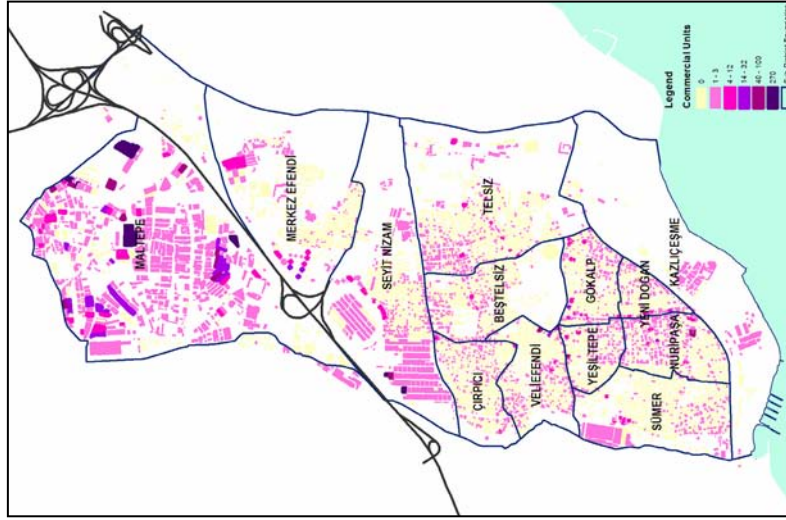 MALTEPE
MERKEZ EFENDİ
SEYİT NİZAM
TELSİZ
BEŞTELSİZ
ÇIRPICI
VELİEFENDİ
GÖKALP
YEŞİLTEPE
YENİ DOĞAN
NURİPAŞA
SÜMER
KAZLIÇEŞME
Legend
Commercial Units
0
1 - 3
4 - 12
14 - 32
40 - 100
270